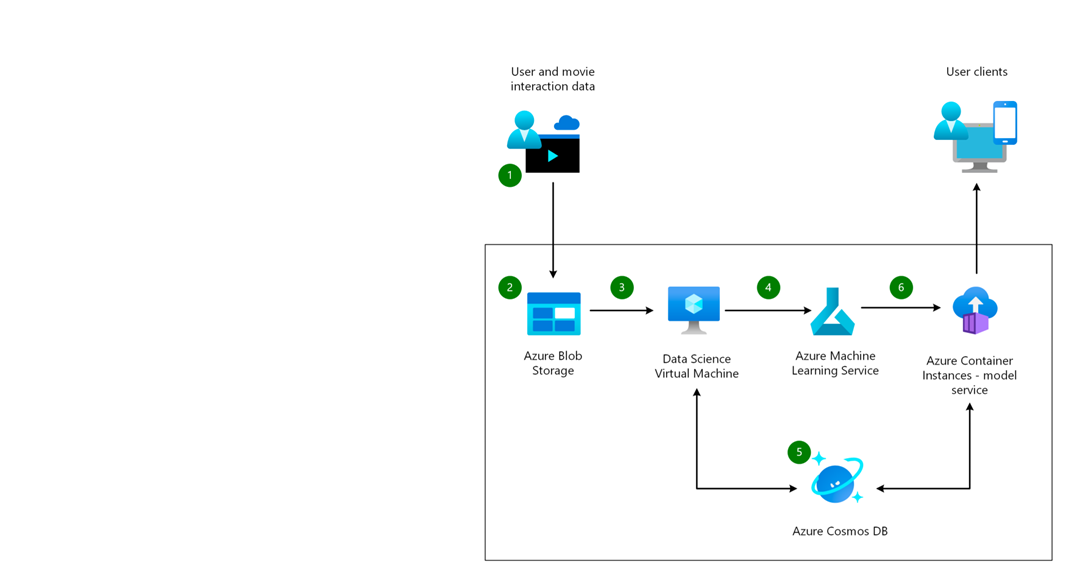 User and movie
interaction data
User clients
1
2
3
4
6
Azure Blob
Storage
Data Science
Virtual Machine
Azure Machine
Learning Service
Azure Container
Instances - model
service
5
Azure Cosmos DB